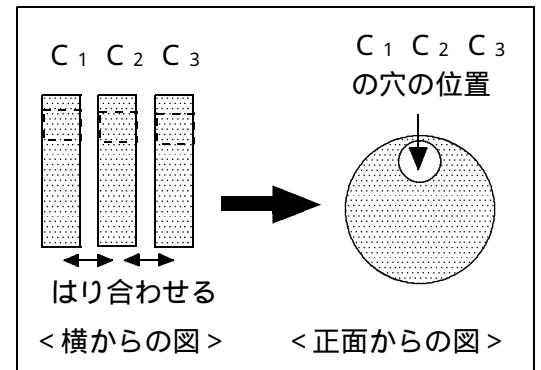 C₁ C₂ C₃
C₁ C₂ C₃
の穴の位置
はり合わせる
<横からの図>
<正面からの図>